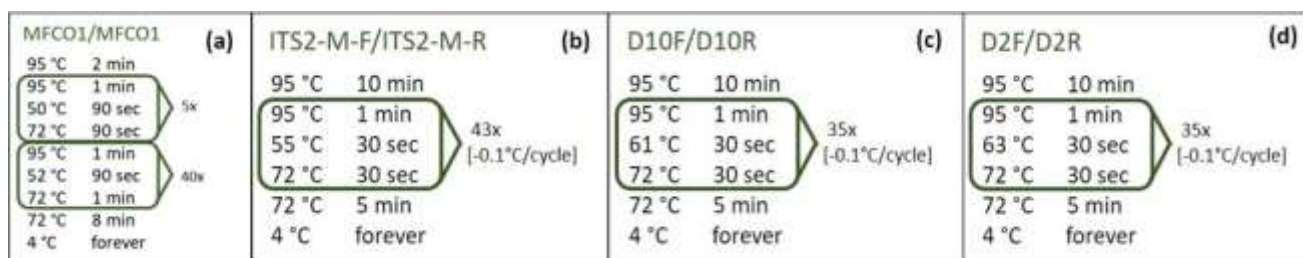 MFCO1/MFCO1 (a)
95 °C 2 min
95 °C 1 min
50 °C 90 sec
72 °C 90 sec
5x
95 °C 1 min
52 °C 90 sec
72 °C 1 min
40x
72 °C 8 min
4 °C forever
ITS2-M-F/ITS2-M-R (b)
95 °C 10 min
95 °C 1 min
55 °C 30 sec
72 °C 30 sec
43x
[-0.1°C/cycle]
72 °C 5 min
4 °C forever
D10F/D10R (c)
95 °C 10 min
95 °C 1 min
61 °C 30 sec
72 °C 30 sec
35x
[-0.1°C/cycle]
72 °C 5 min
4 °C forever
D2F/D2R (d)
95 °C 10 min
95 °C 1 min
63 °C 30 sec
72 °C 30 sec
35x
[-0.1°C/cycle]
72 °C 5 min
4 °C forever